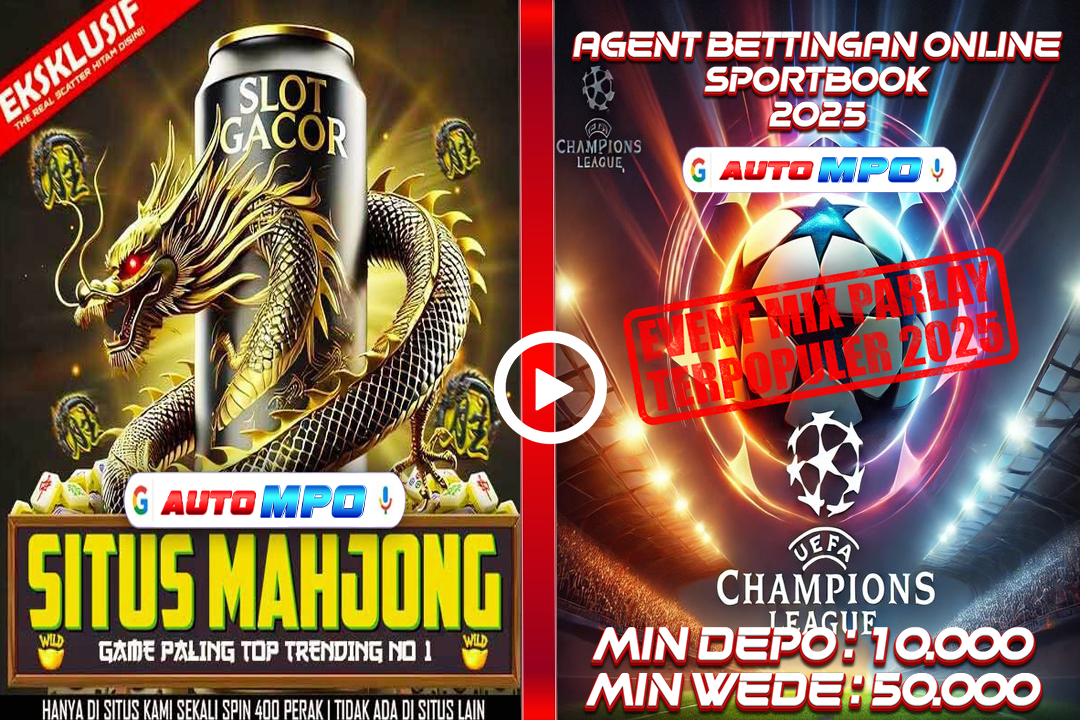 EKSKLUSIF
THE REAL SCATTER HITAM DISINI!!
SLOT
GACOR
G AUTO MPO
SITUS MAHJONG
WILD
WILD
GAME PALING TOP TRENDING NO 1
HANYA DI SITUS KAMI SEKALI SPIN 400 PERAK | TIDAK ADA DI SITUS LAIN
AGENT BETTINGAN ONLINE
SPORTBOOK
2025
CHAMPIONS
LEAGUE
G AUTO MPO
EVENT MIX PARLAY
TERPOPULER 2025
UEFA
CHAMPIONS
LEAGUE
MIN DEPO : 10.000
MIN WEDE : 50.000